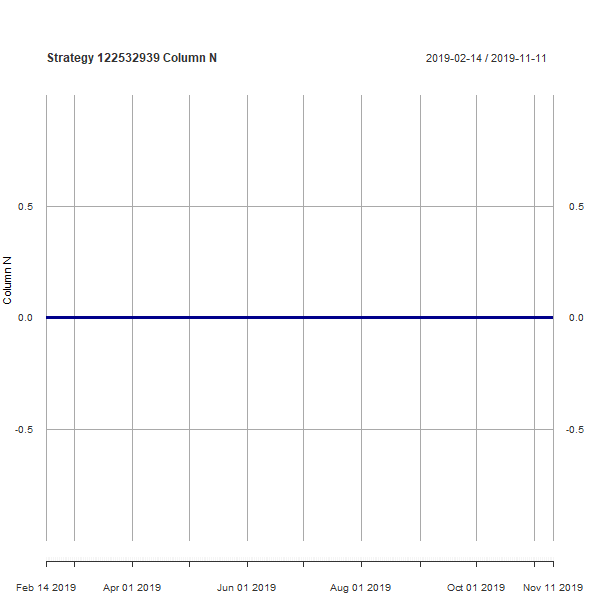 Strategy 122532939 Column N 2019-02-14 / 2019-11-11
0.5 0.5
Column N
0.0 0.0
-0.5 -0.5
Feb 14 2019 Apr 01 2019 Jun 01 2019 Aug 01 2019 Oct 01 2019 Nov 11 2019